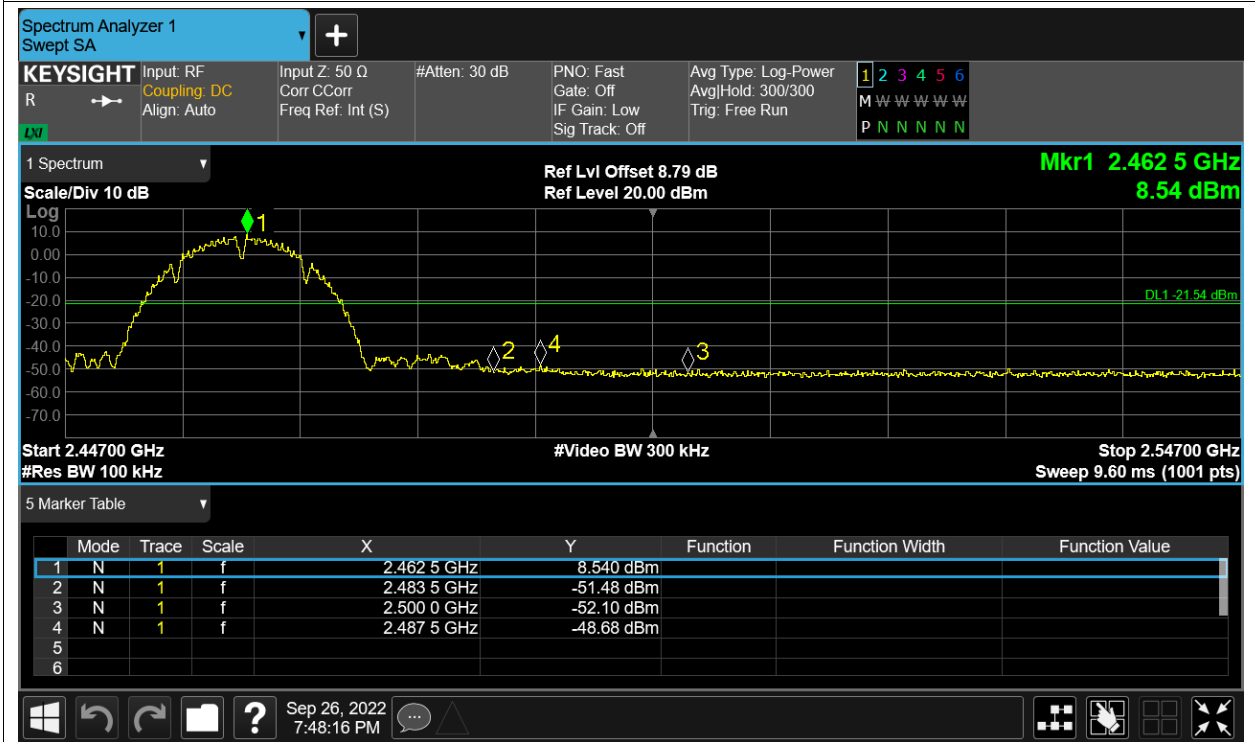 Spectrum Analyzer 1
Swept SA
+
KEYSIGHT Input: RF Input Z: 50 Ω #Atten: 30 dB PNO: Fast Avg Type: Log-Power 1 2 3 4 5 6
R Coupling: DC Corr CCorr Gate: Off Avg|Hold: 300/300 M W W W W W
Align: Auto Freq Ref: Int (S) IF Gain: Low Trig: Free Run
LXI Sig Track: Off P N N N N N
1 Spectrum Ref Lvl Offset 8.79 dB Mkr1 2.462 5 GHz
Scale/Div 10 dB Ref Level 20.00 dBm 8.54 dBm
Log
1
10.0
0.00
-10.0
-20.0 DL1 -21.54 dBm
-30.0
-40.0 2 4 3
-50.0
-60.0
-70.0
Start 2.44700 GHz #Video BW 300 kHz Stop 2.54700 GHz
#Res BW 100 kHz Sweep 9.60 ms (1001 pts)
5 Marker Table
Mode Trace Scale X Y Function Function Width Function Value
1 N 1 f 2.462 5 GHz 8.540 dBm
2 N 1 f 2.483 5 GHz -51.48 dBm
3 N 1 f 2.500 0 GHz -52.10 dBm
4 N 1 f 2.487 5 GHz -48.68 dBm
5
6
? Sep 26, 2022
7:48:16 PM